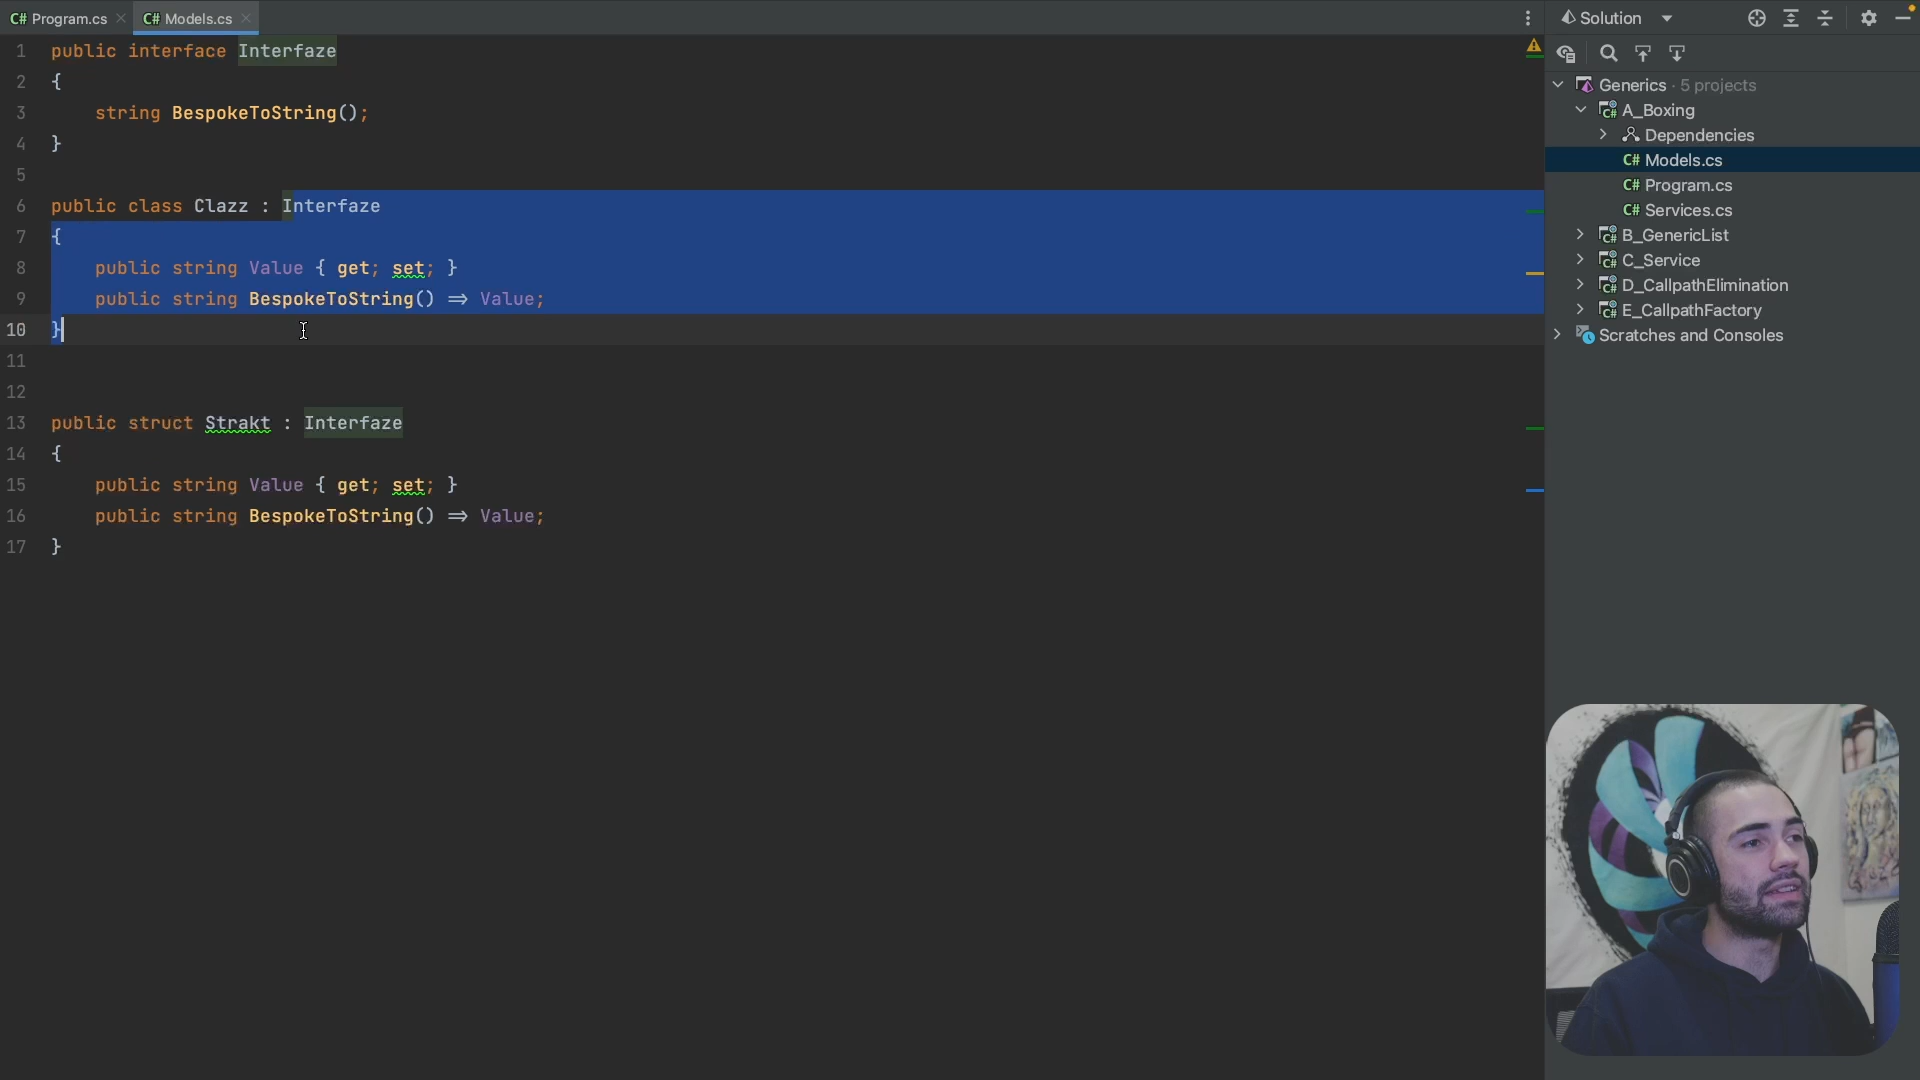 C# Program.cs × C# Models.cs ×
1 public interface Interfaze
2 {
3 string BespokeToString();
4 }
5
6 public class Clazz : Interfaze
7 {
8 public string Value { get; set; }
9 public string BespokeToString() => Value;
10 }
11
12
13 public struct Strakt : Interfaze
14 {
15 public string Value { get; set; }
16 public string BespokeToString() => Value;
17 }
Solution
Generics · 5 projects
C# A_Boxing
Dependencies
C# Models.cs
C# Program.cs
C# Services.cs
C# B_GenericList
C# C_Service
C# D_CallpathElimination
C# E_CallpathFactory
Scratches and Consoles